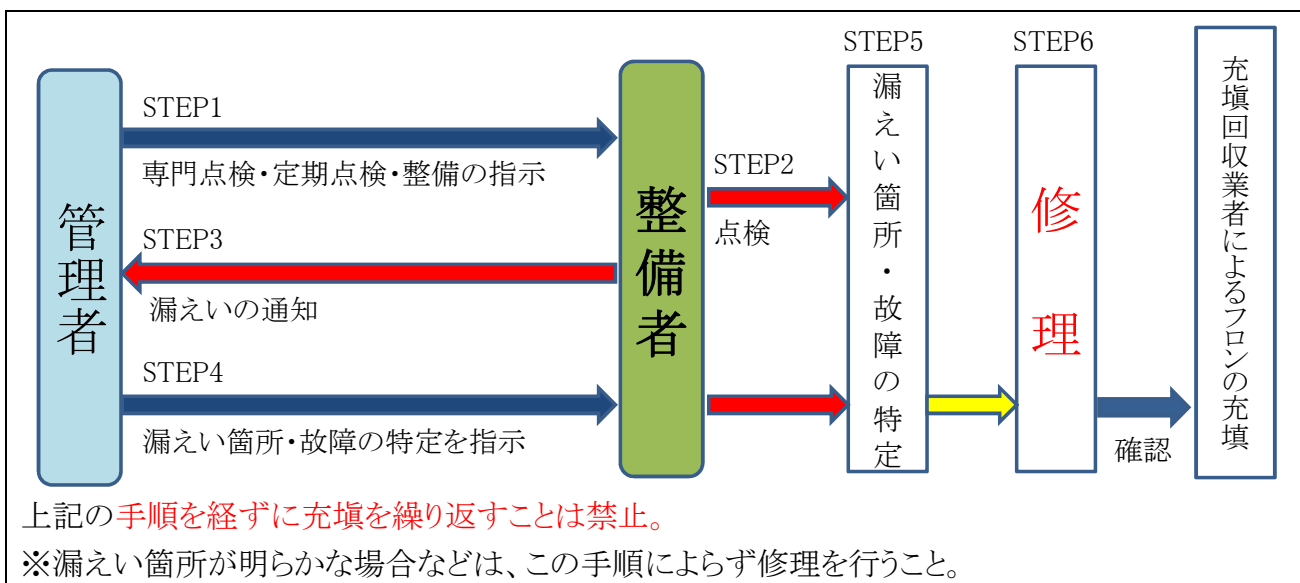 管理者
STEP1
専門点検・定期点検・整備の指示
STEP3
漏えいの通知
STEP4
漏えい箇所・故障の特定を指示
整備者
STEP2
点検
STEP5
漏えい箇所・故障の特定
STEP6
修理
確認
充塡回収業者によるフロンの充填
上記の手順を経ずに充塡を繰り返すことは禁止。
※漏えい箇所が明らかな場合などは、この手順によらず修理を行うこと。